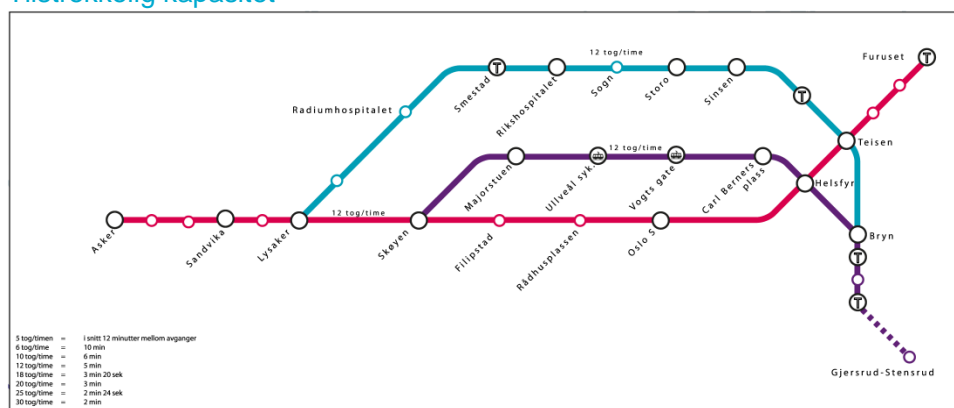 Tilstrekkelig kapasitet
12 tog/time
Furuset
T
Smestad
T
Rikshospitalet
Sogn
Storo
Sinsen
T
Radiumhospitalet
Teisen
12 tog/time
Majorstuen
Ullveål syk.
Vogts gate
Carl Berners
plass
Helsfyr
12 tog/time
Asker
Sandvika
Lysaker
Skøyen
Filipstad
Rådhusplassen
Oslo S
Bryn
T
T
Gjersrud-Stensrud
5 tog/timen = i snitt 12 minutter mellom avganger
6 tog/time = 10 min
10 tog/time = 6 min
12 tog/time = 5 min
18 tog/time = 3 min 20 sek
20 tog/time = 3 min
25 tog/time = 2 min 24 sek
30 tog/time = 2 min